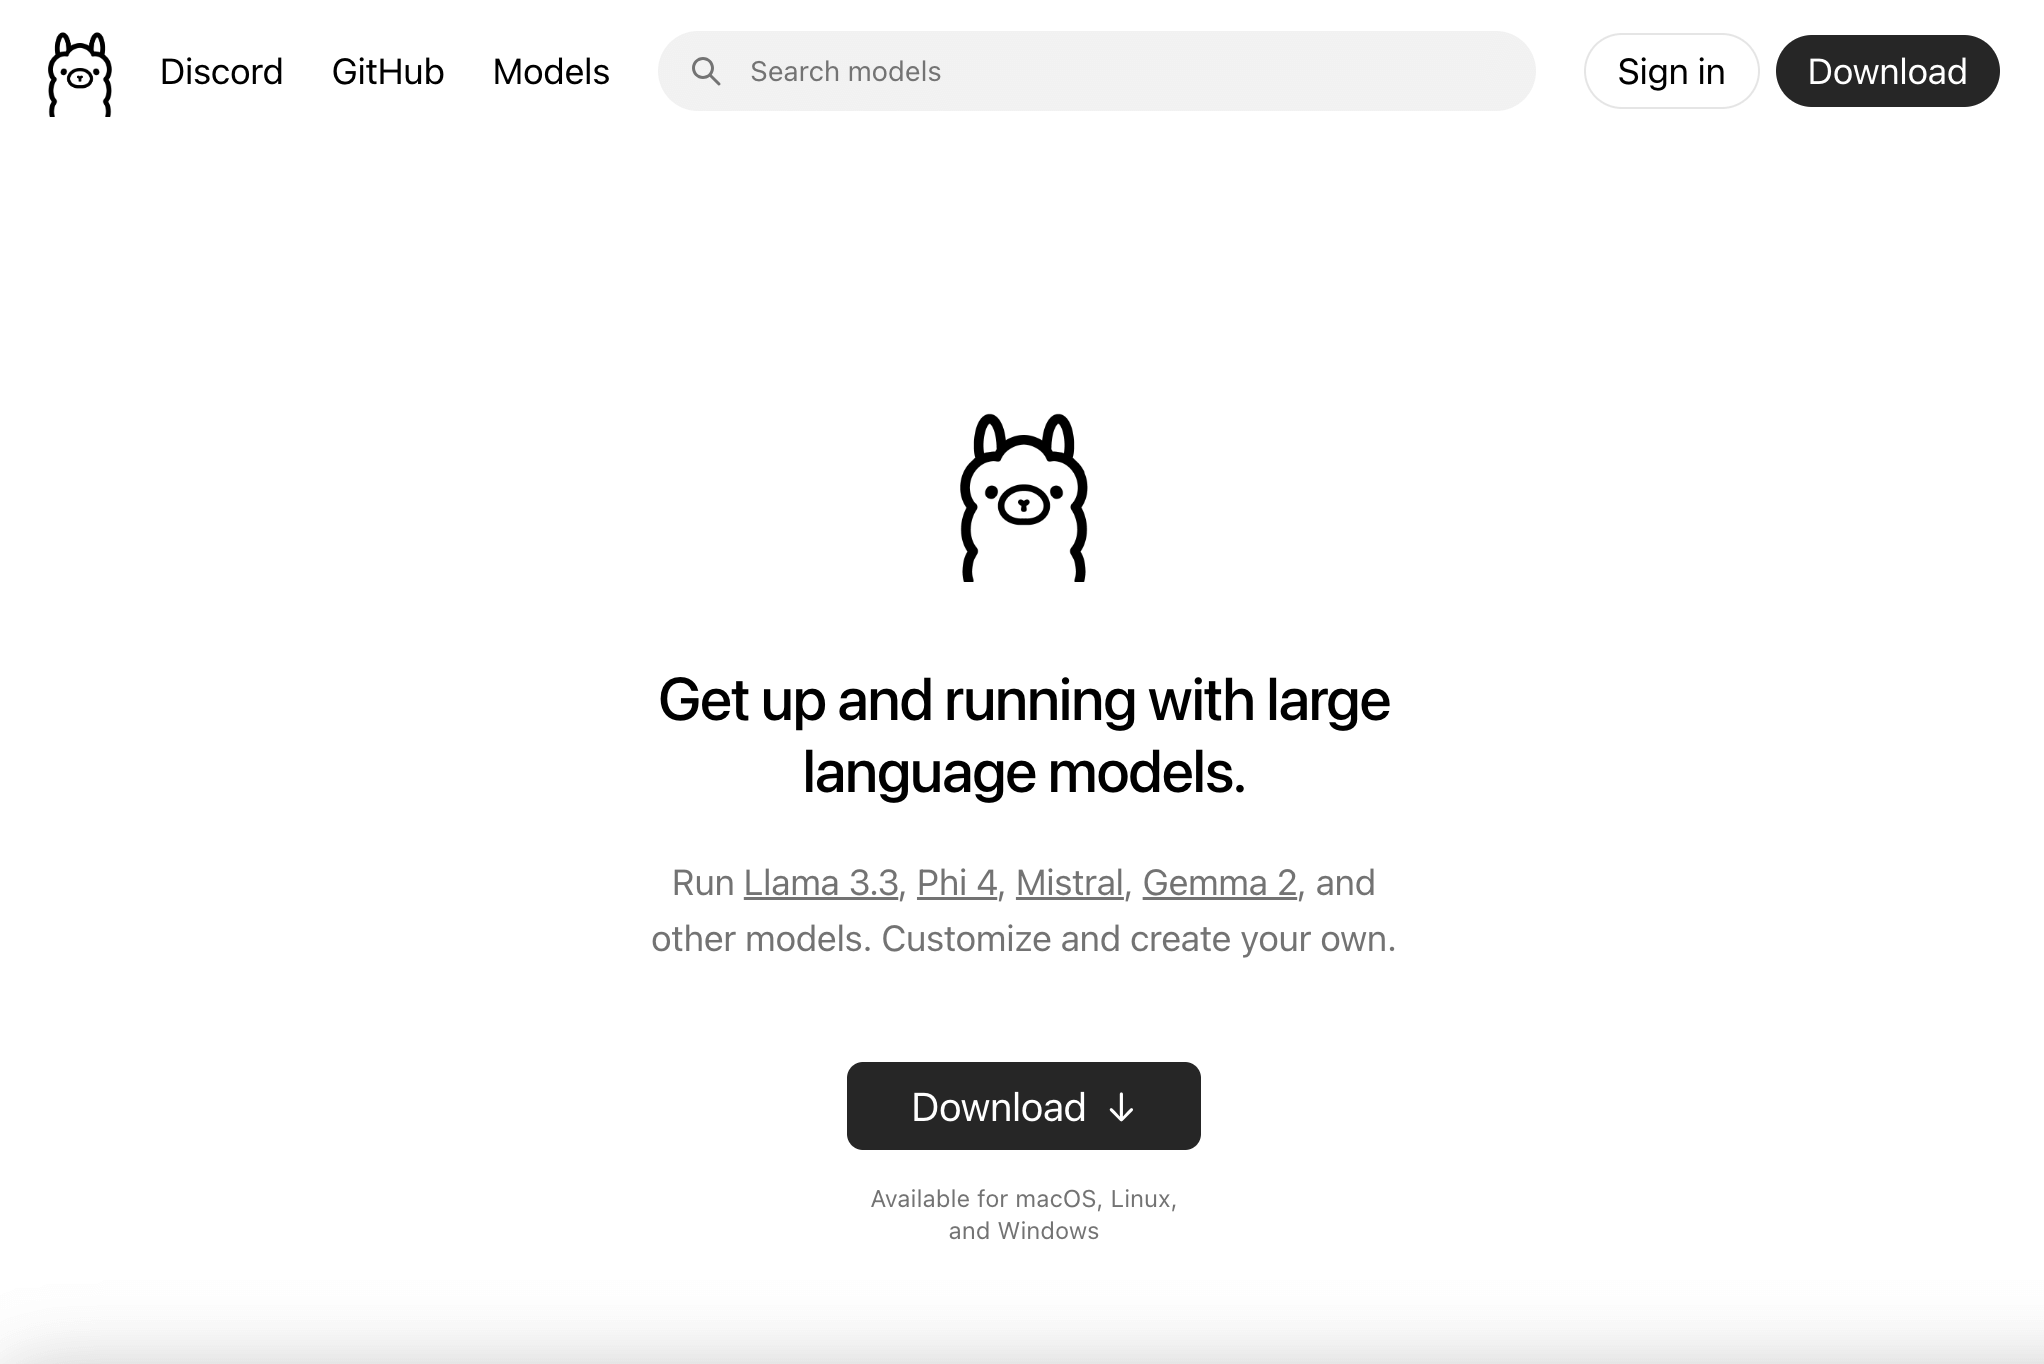 Discord GitHub Models Search models Sign in Download
Get up and running with large
language models.
Run Llama 3.3, Phi 4, Mistral, Gemma 2, and
other models. Customize and create your own.
Download ↓
Available for macOS, Linux,
and Windows